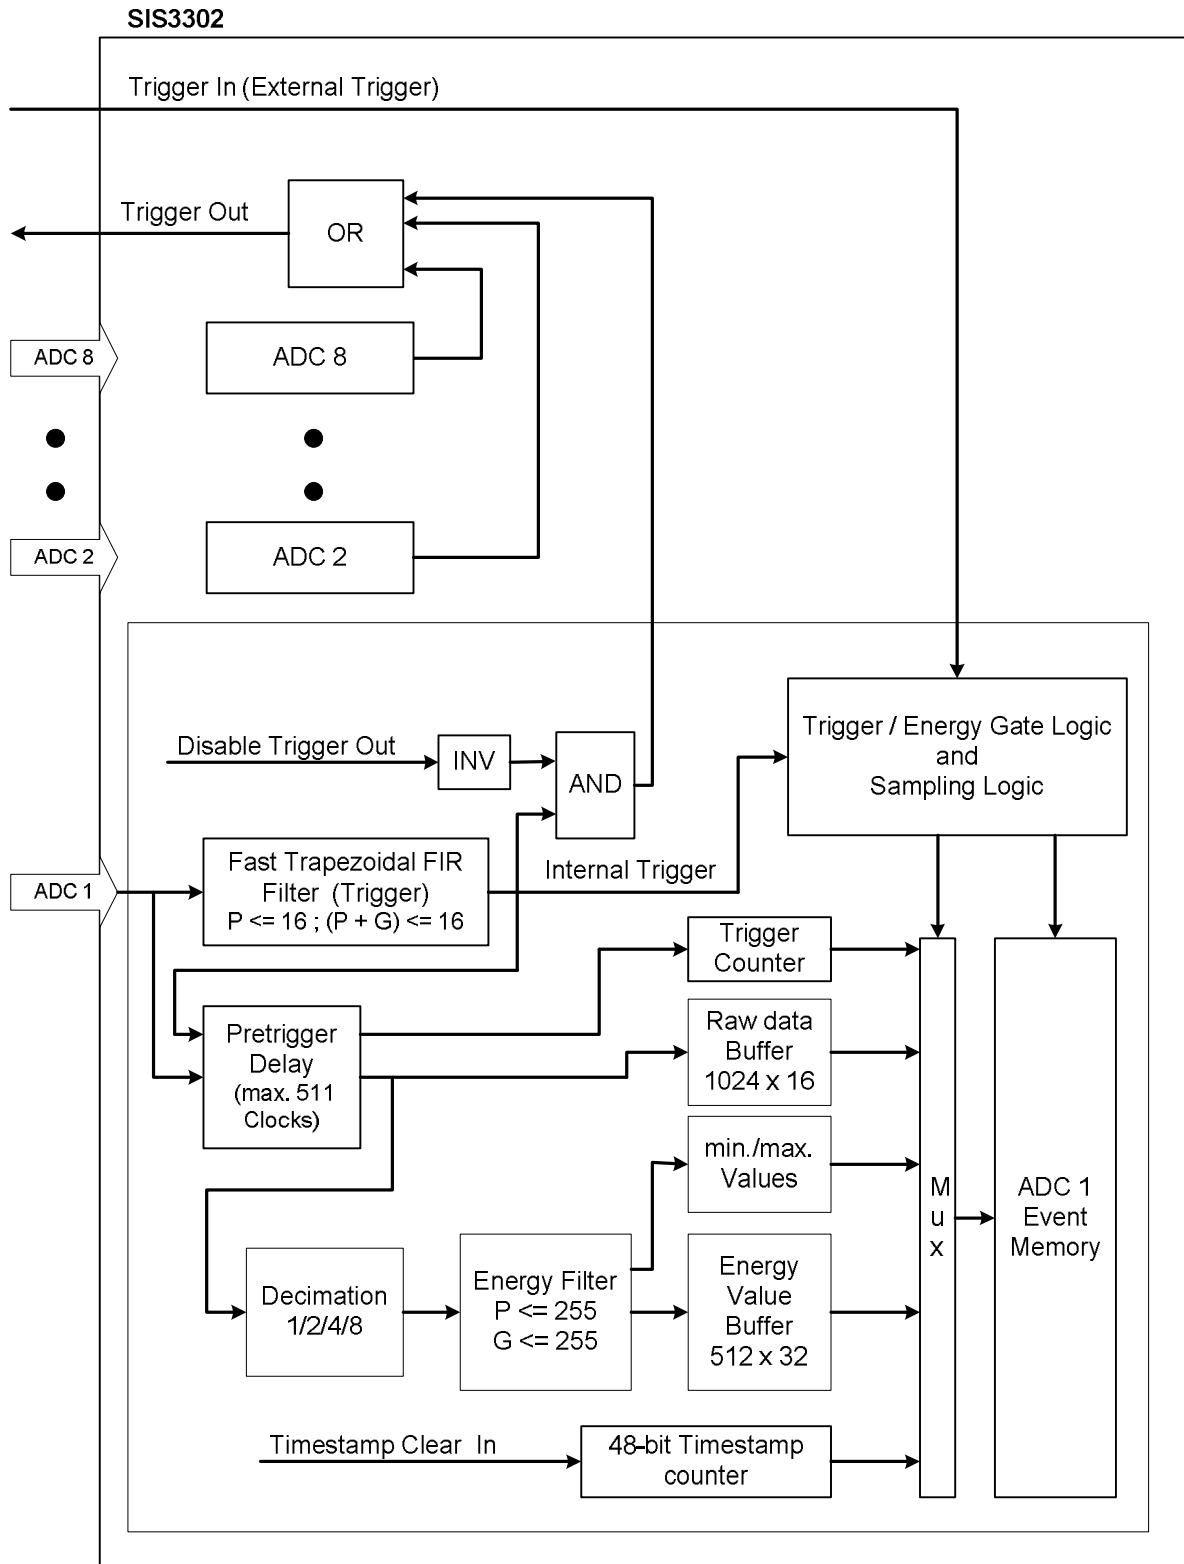 SIS3302
Trigger In (External Trigger)
Trigger Out
OR
ADC 8
ADC 8
ADC 2
ADC 2
Trigger / Energy Gate Logic
and
Sampling Logic
Disable Trigger Out
INV
AND
ADC 1
Fast Trapezoidal FIR
Filter (Trigger)
P <= 16 ; (P + G) <= 16
Internal Trigger
Trigger
Counter
Pretrigger
Delay
(max. 511
Clocks)
Raw data
Buffer
1024 x 16
min./max.
Values
M
u
x
ADC 1
Event
Memory
Decimation
1/2/4/8
Energy Filter
P <= 255
G <= 255
Energy
Value
Buffer
512 x 32
Timestamp Clear In
48-bit Timestamp
counter